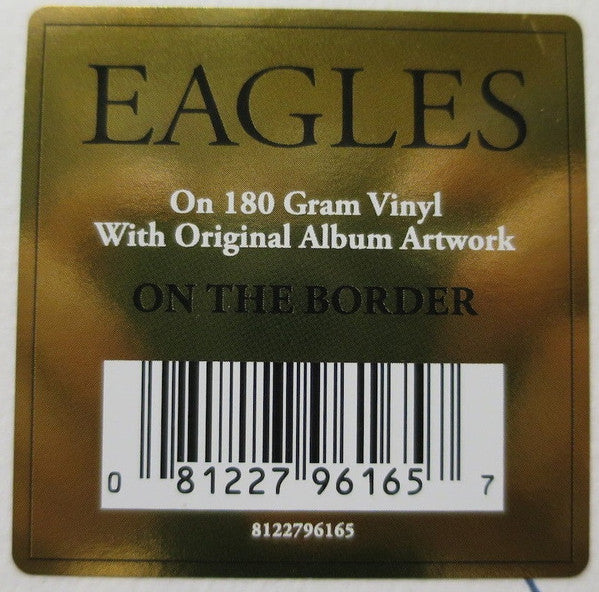 EAGLES
On 180 Gram Vinyl
With Original Album Artwork
ON THE BORDER
0 81227 96165 7
8122796165